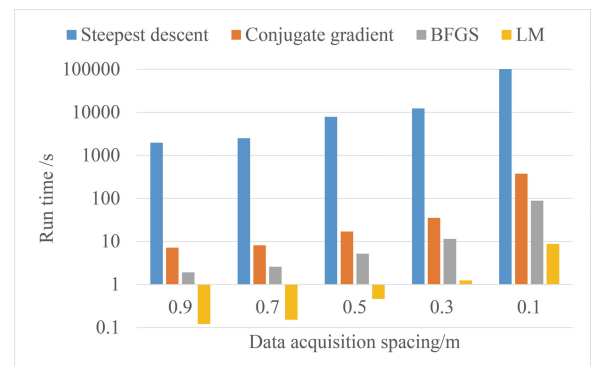 Steepest descent Conjugate gradient BFGS LM
100000
10000
1000
100
10
1
0.1
Run time /s
0.9 0.7 0.5 0.3 0.1
Data acquisition spacing/m